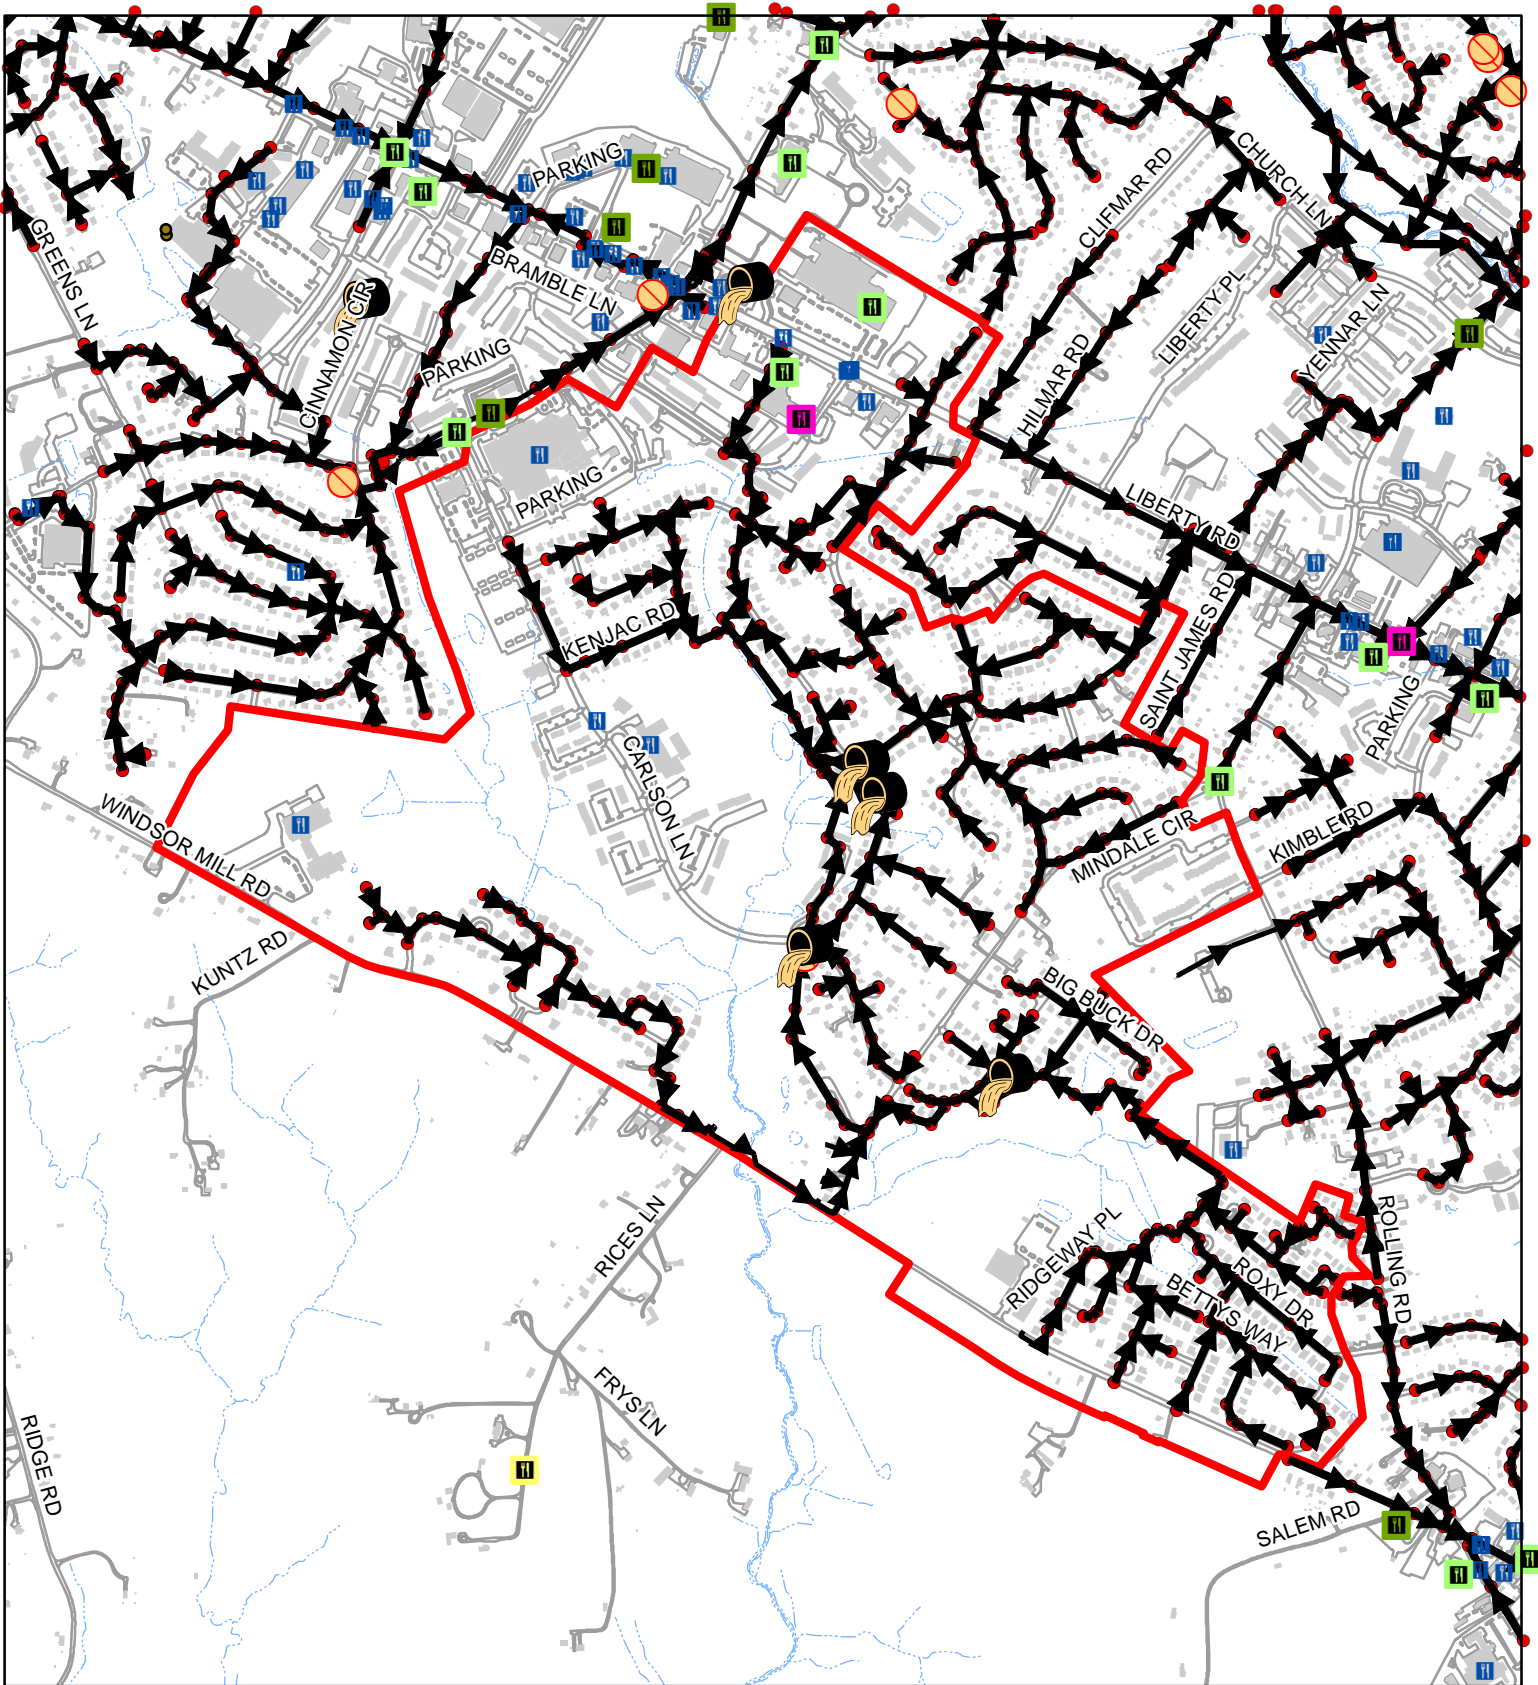 CHURCH LN
PARKING
CLIFMAR RD
GREENS LN
BRAMBLE LN
LIBERTY PL
YENNAR LN
CINNAMON CIR
PARKING
HILMAR RD
PARKING
LIBERTY RD
SAINT JAMES RD
KENJAC RD
PARKING
CARLSON LN
WINDSOR MILL RD
MINDALE CIR
KIMBLE RD
KUNTZ RD
BIG BUCK DR
RICES LN
RIDGEWAY PL
ROLLING RD
ROXY DR
BETTYS WAY
FRYS LN
RIDGE RD
SALEM RD